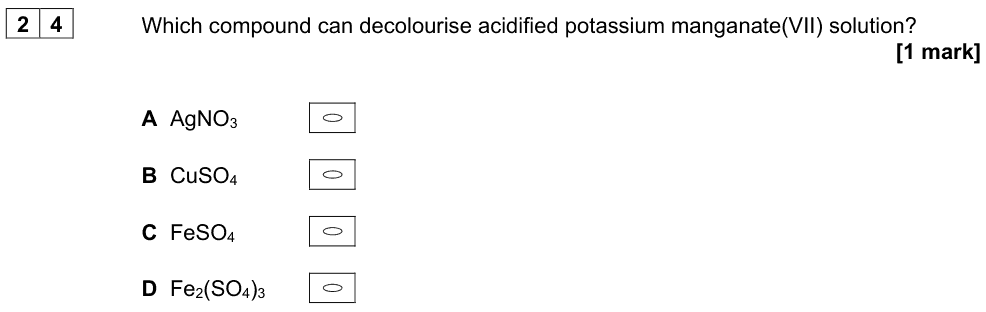 2 4 Which compound can decolourise acidified potassium manganate(VII) solution?
[1 mark]
A AgNO₃
B CuSO₄
C FeSO₄
D Fe₂(SO₄)₃